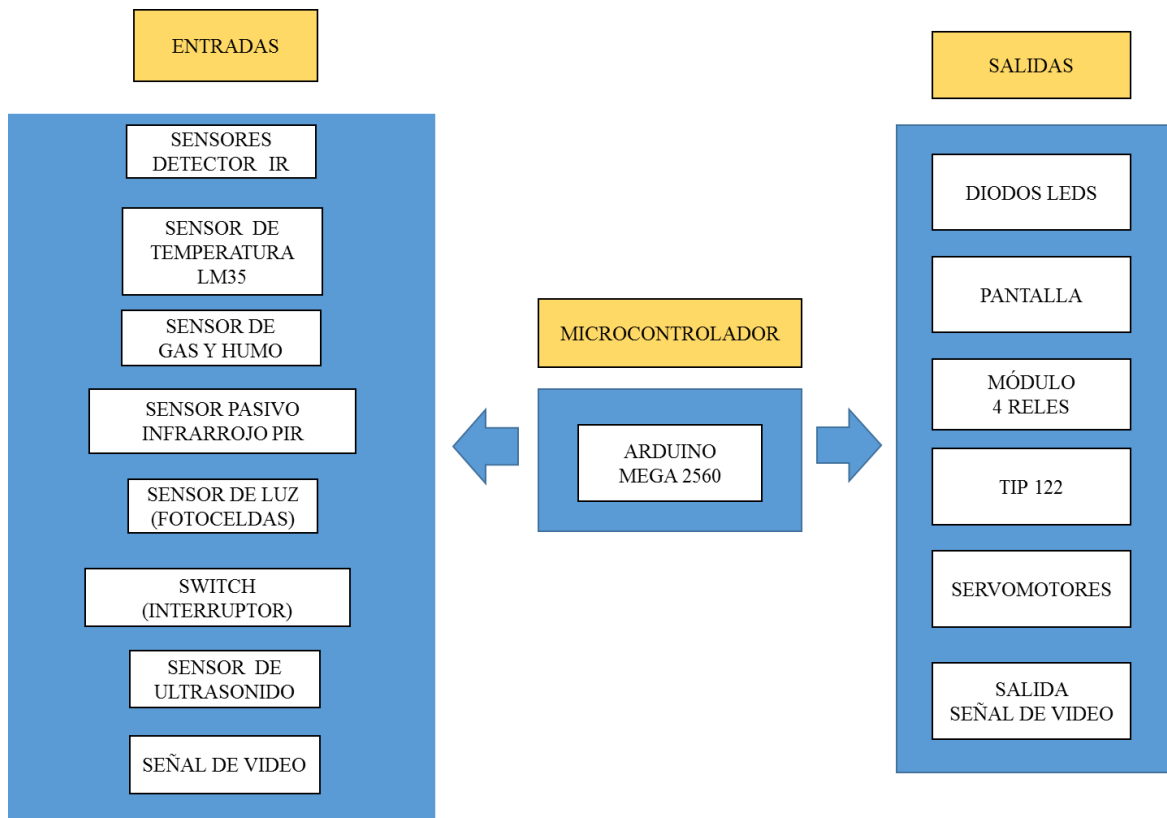 ENTRADAS
SENSORES
DETECTOR IR
SENSOR DE
TEMPERATURA
LM35
SENSOR DE
GAS Y HUMO
SENSOR PASIVO
INFRARROJO PIR
SENSOR DE LUZ
(FOTOCELDAS)
SWITCH
(INTERRUPTOR)
SENSOR DE
ULTRASONIDO
SEÑAL DE VIDEO
MICROCONTROLADOR
ARDUINO
MEGA 2560
SALIDAS
DIODOS LEDS
PANTALLA
MÓDULO
4 RELES
TIP 122
SERVOMOTORES
SALIDA
SEÑAL DE VIDEO